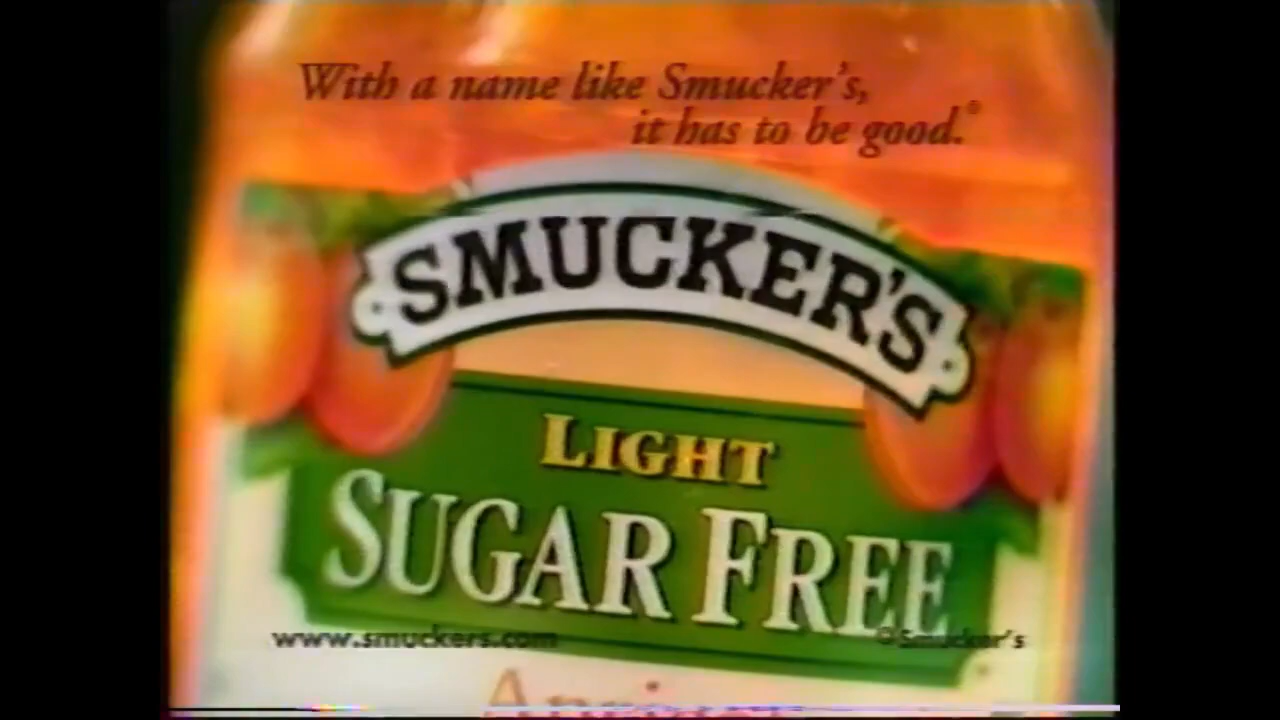 With a name like Smucker's,
it has to be good.®
SMUCKER'S
LIGHT
SUGAR FREE
www.smuckers.com
©Smucker's